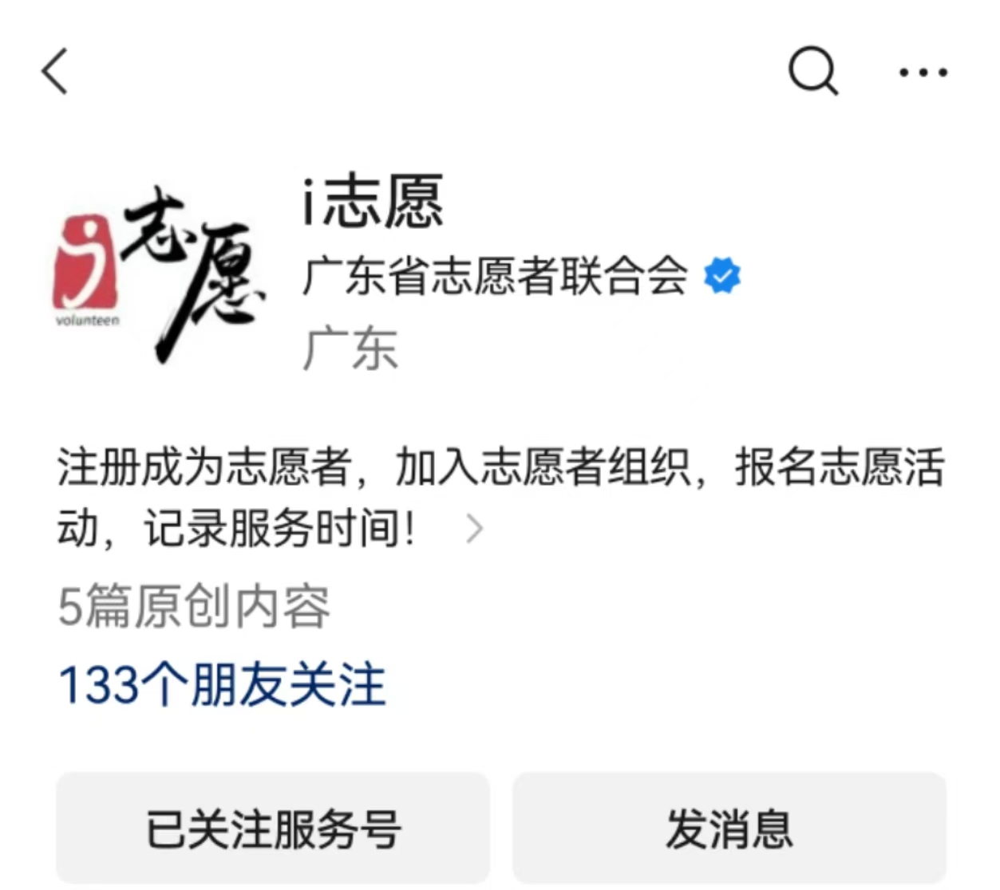 i志愿
志愿
volunteen
广东省志愿者联合会
广东
注册成为志愿者，加入志愿者组织，报名志愿活
动，记录服务时间！
5篇原创内容
133个朋友关注
已关注服务号
发消息